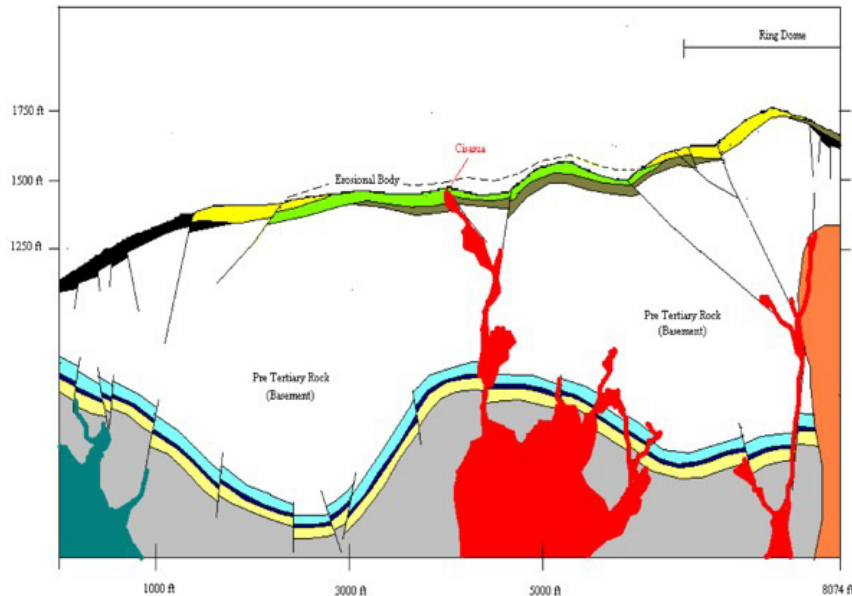 Ring Dome
1750 ft
Cisasua
1500 ft
Erosional Body
1250 ft
Pre Tertiary Rock
(Basement)
Pre Tertiary Rock
(Basement)
1000 ft
3000 ft
5000 ft
8074 ft